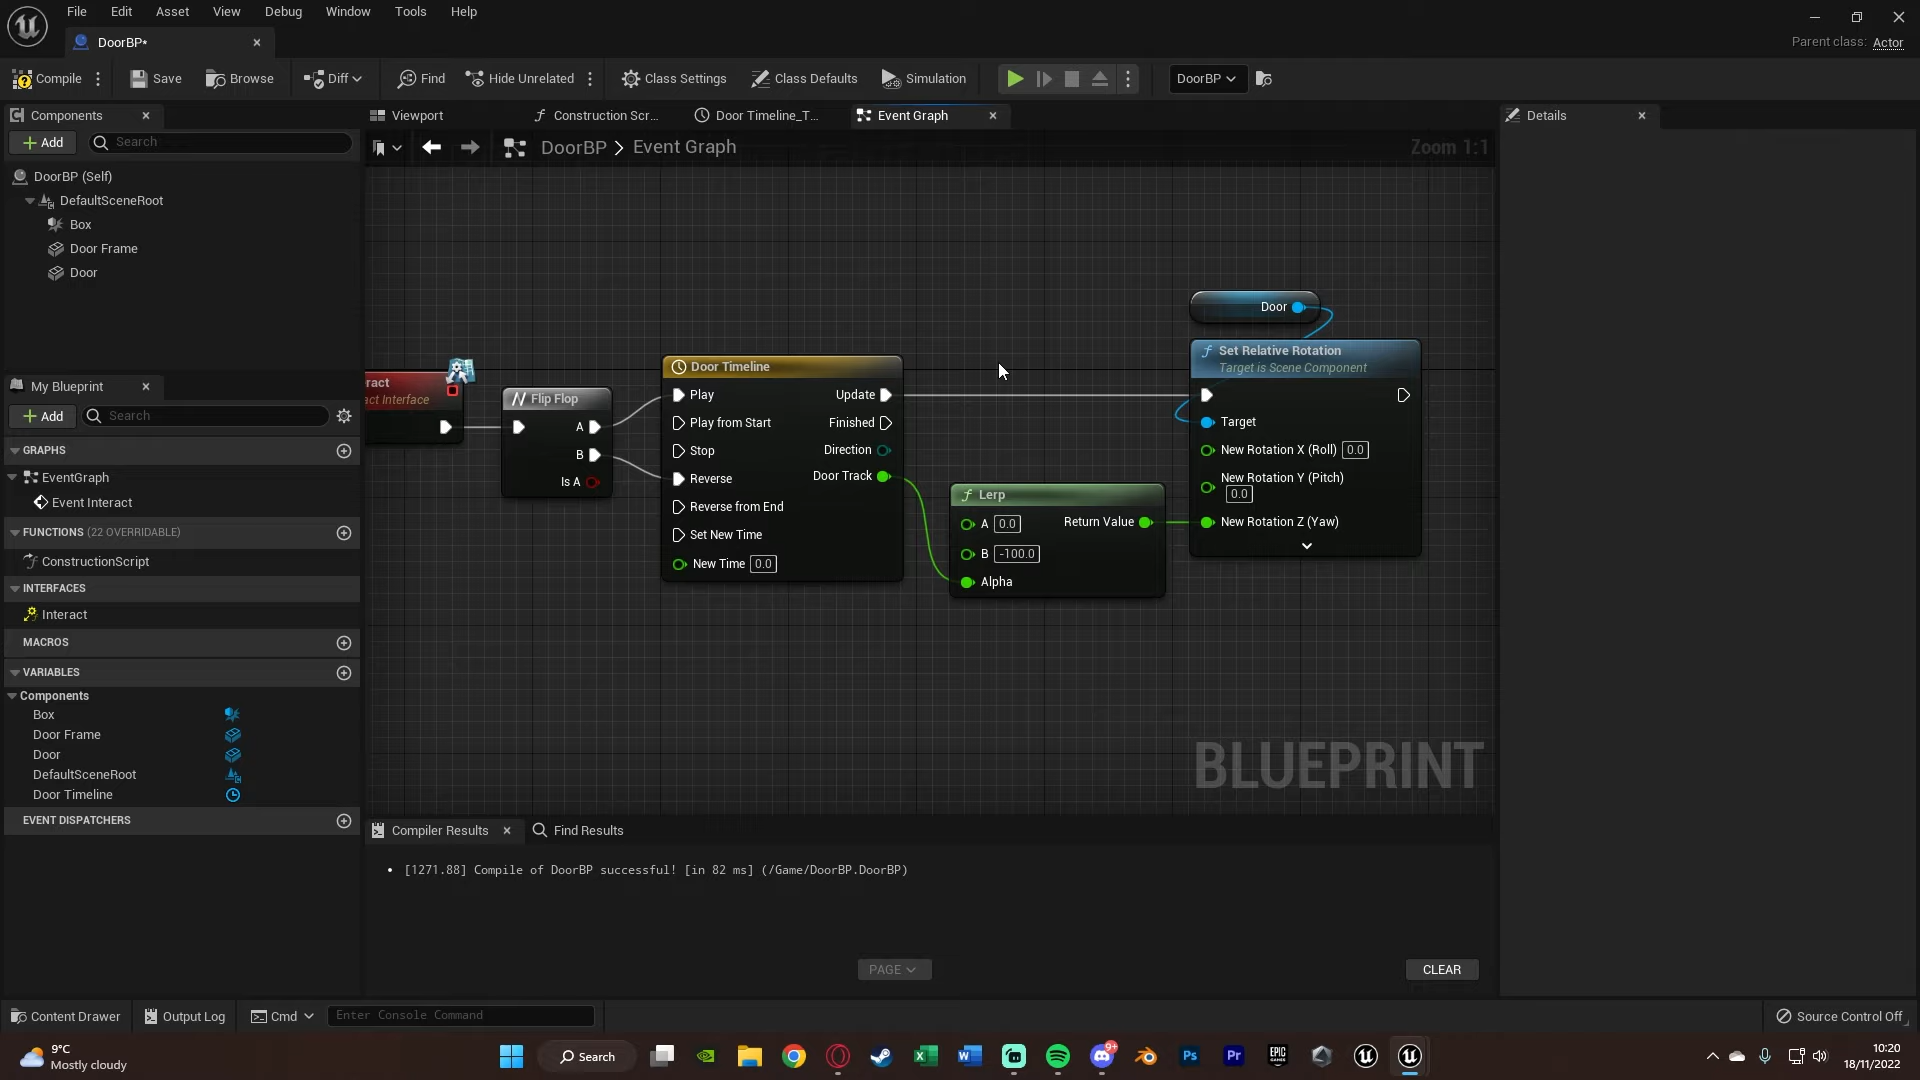 File Edit Asset View Debug Window Tools Help
DoorBP*
Parent class: Actor
Compile Save Browse Diff Find Hide Unrelated Class Settings Class Defaults Simulation DoorBP
Components
Viewport Construction Scr... Door Timeline_T... Event Graph
Details
Add Search
DoorBP > Event Graph
Zoom 1:1
DoorBP (Self)
DefaultSceneRoot
Box
Door Frame
Door
My Blueprint
Add Search
GRAPHS
EventGraph
Event Interact
FUNCTIONS (22 OVERRIDABLE)
ConstructionScript
INTERFACES
Interact
MACROS
VARIABLES
Components
Box
Door Frame
Door
DefaultSceneRoot
Door Timeline
EVENT DISPATCHERS
ract
act Interface
Flip Flop
A
B
Is A
Door Timeline
Play Update
Play from Start Finished
Stop Direction
Door Track
Reverse
Reverse from End
Set New Time
New Time 0.0
Lerp
A 0.0 Return Value
B -100.0
Alpha
Door
Set Relative Rotation
Target is Scene Component
Target
New Rotation X (Roll) 0.0
New Rotation Y (Pitch)
0.0
New Rotation Z (Yaw)
BLUEPRINT
Compiler Results Find Results
[1271.88] Compile of DoorBP successful! [in 82 ms] (/Game/DoorBP.DoorBP)
PAGE
CLEAR
Content Drawer Output Log Cmd Enter Console Command
Source Control Off
9°C
Mostly cloudy
Search
9+
Ps
Pr
EPIC
10:20
18/11/2022